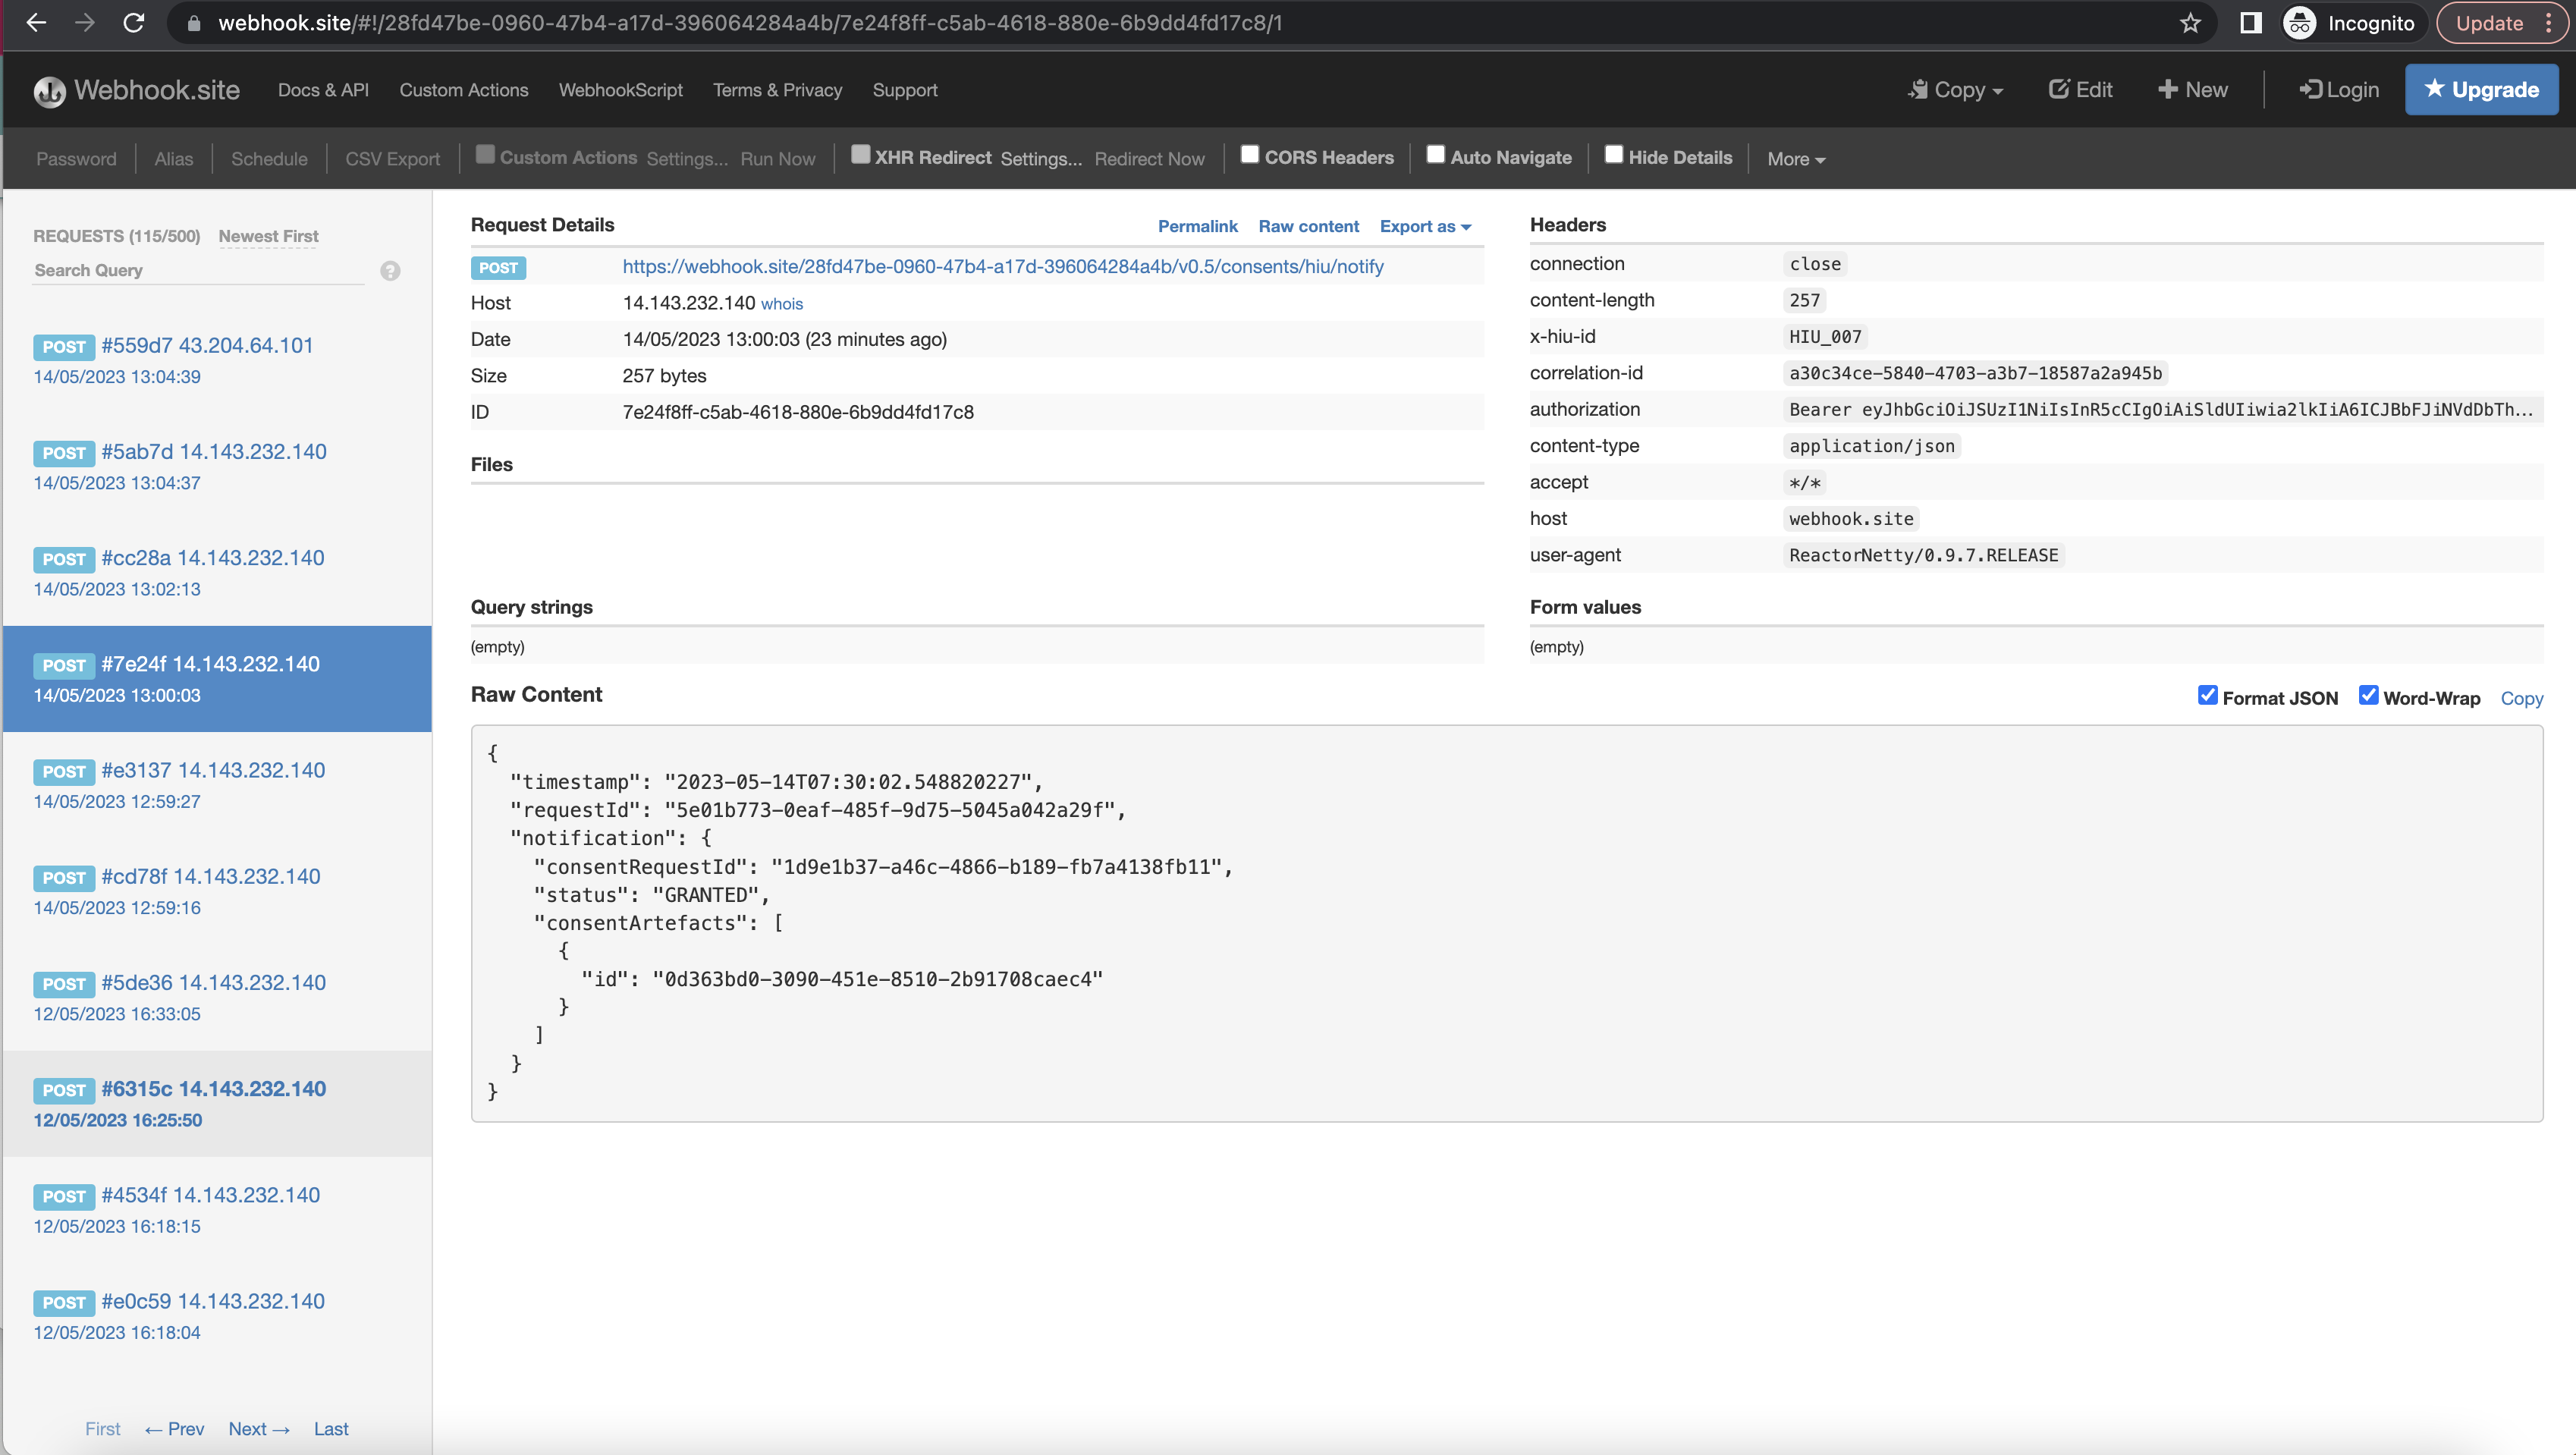 webhook.site/#!/28fd47be-0960-47b4-a17d-396064284a4b/7e24f8ff-c5ab-4618-880e-6b9dd4fd17c8/1
Incognito
Update
Webhook.site Docs & API Custom Actions WebhookScript Terms & Privacy Support
Copy Edit New Login Upgrade
Password Alias Schedule CSV Export Custom Actions Settings... Run Now XHR Redirect Settings... Redirect Now CORS Headers Auto Navigate Hide Details More
REQUESTS (115/500) Newest First
Search Query ?
POST #559d7 43.204.64.101
14/05/2023 13:04:39
POST #5ab7d 14.143.232.140
14/05/2023 13:04:37
POST #cc28a 14.143.232.140
14/05/2023 13:02:13
POST #7e24f 14.143.232.140
14/05/2023 13:00:03
POST #e3137 14.143.232.140
14/05/2023 12:59:27
POST #cd78f 14.143.232.140
14/05/2023 12:59:16
POST #5de36 14.143.232.140
12/05/2023 16:33:05
POST #6315c 14.143.232.140
12/05/2023 16:25:50
POST #4534f 14.143.232.140
12/05/2023 16:18:15
POST #e0c59 14.143.232.140
12/05/2023 16:18:04
First ← Prev Next → Last
Request Details Permalink Raw content Export as
POST https://webhook.site/28fd47be-0960-47b4-a17d-396064284a4b/v0.5/consents/hiu/notify
Host 14.143.232.140 whois
Date 14/05/2023 13:00:03 (23 minutes ago)
Size 257 bytes
ID 7e24f8ff-c5ab-4618-880e-6b9dd4fd17c8
Files
Headers
connection close
content-length 257
x-hiu-id HIU_007
correlation-id a30c34ce-5840-4703-a3b7-18587a2a945b
authorization Bearer eyJhbGciOiJSUzI1NiIsInR5cCIgOiAiSldUIiwia2lkIiA6ICJBbFJiNVdDbTh...
content-type application/json
accept */*
host webhook.site
user-agent ReactorNetty/0.9.7.RELEASE
Query strings
(empty)
Form values
(empty)
Raw Content
Format JSON Word-Wrap Copy
{
"timestamp": "2023-05-14T07:30:02.548820227",
"requestId": "5e01b773-0eaf-485f-9d75-5045a042a29f",
"notification": {
"consentRequestId": "1d9e1b37-a46c-4866-b189-fb7a4138fb11",
"status": "GRANTED",
"consentArtefacts": [
{
"id": "0d363bd0-3090-451e-8510-2b91708caec4"
}
]
}
}